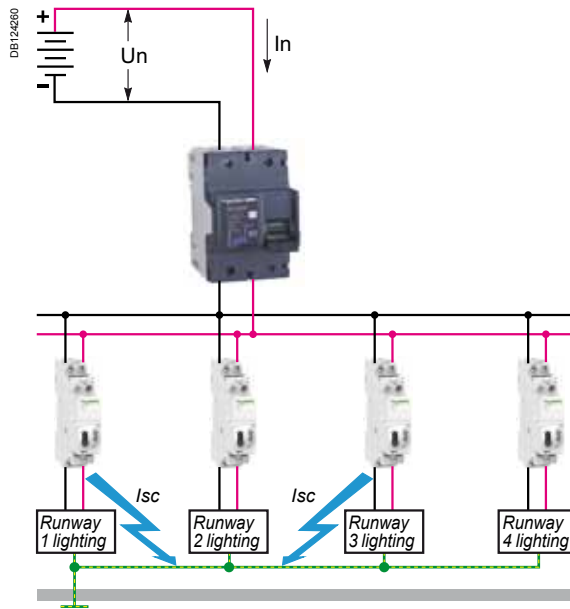 DB124260
+
Un
In
−
Isc
Isc
Runway
1 lighting
Runway
2 lighting
Runway
3 lighting
Runway
4 lighting